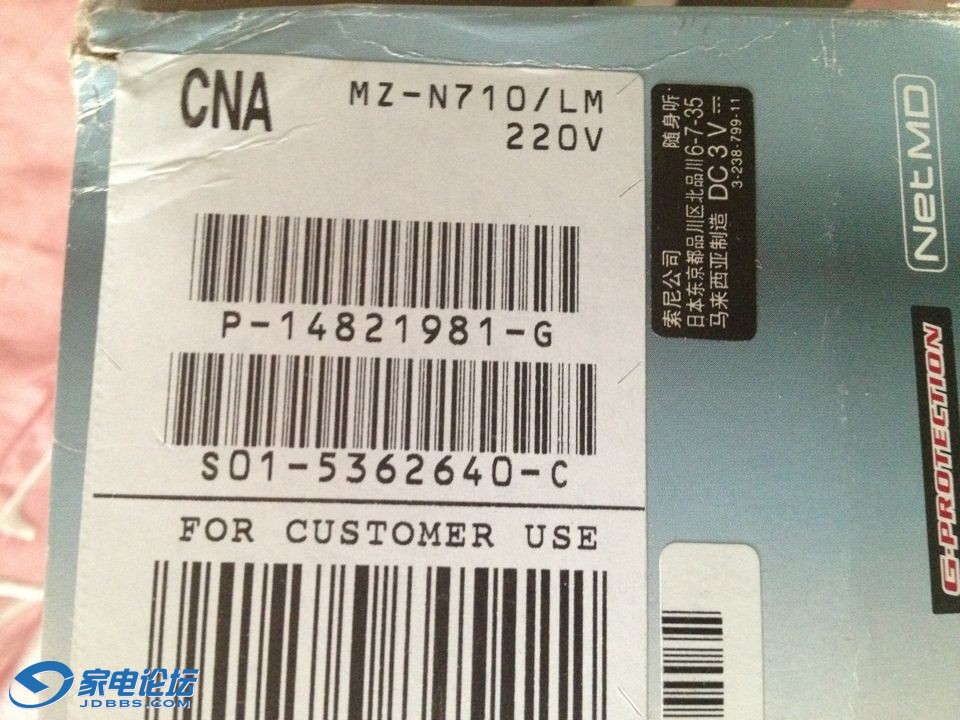 CNA
MZ-N710/LM
220V
P-14821981-G
S01-5362640-C
FOR CUSTOMER USE
索尼公司 随身听·
日本东京都品川区北品川6-7-35
马来西亚制造 DC 3 V ⎓
3-238-799-11
Net MD
G-PROTECTION
家电论坛
JDBBS.COM